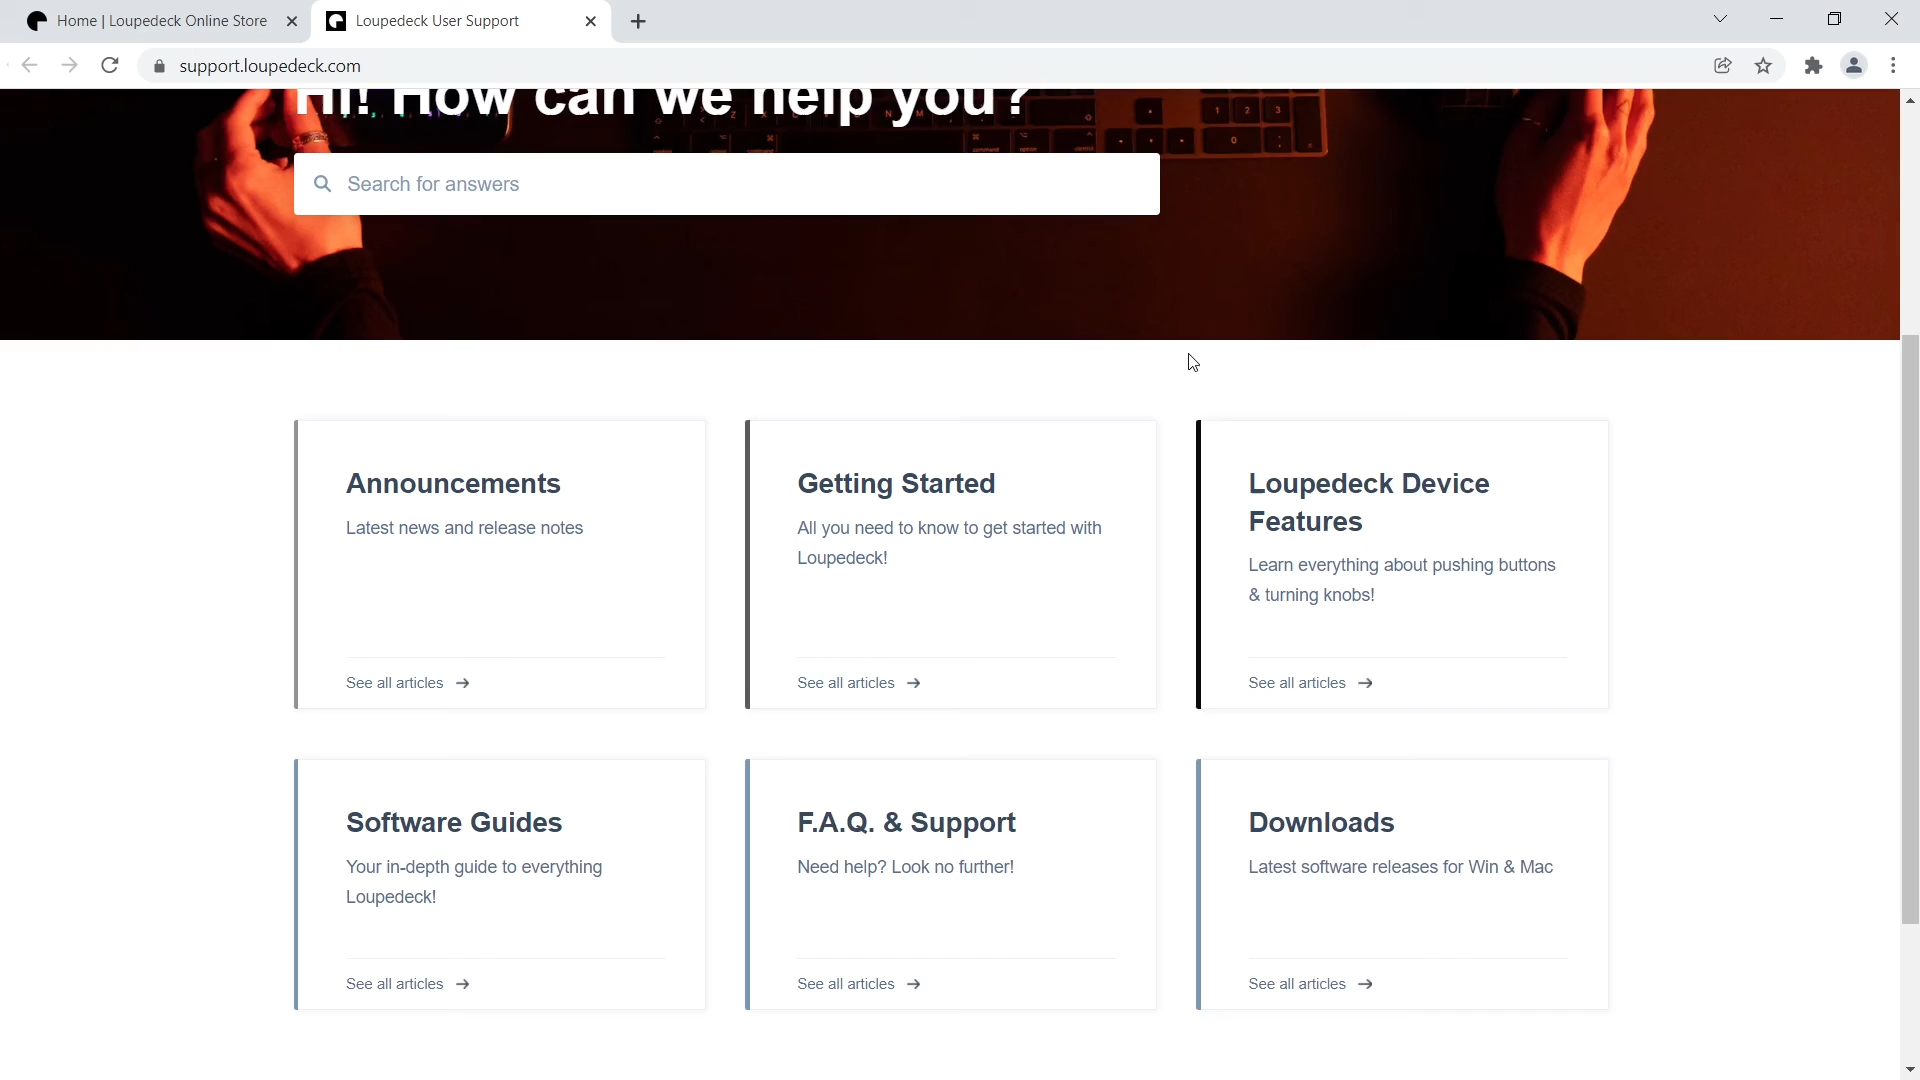 Home | Loupedeck Online Store
Loupedeck User Support
support.loupedeck.com
Hi! How can we help you?
Search for answers
Announcements
Latest news and release notes
See all articles
Getting Started
All you need to know to get started with
Loupedeck!
See all articles
Loupedeck Device
Features
Learn everything about pushing buttons
& turning knobs!
See all articles
Software Guides
Your in-depth guide to everything
Loupedeck!
See all articles
F.A.Q. & Support
Need help? Look no further!
See all articles
Downloads
Latest software releases for Win & Mac
See all articles